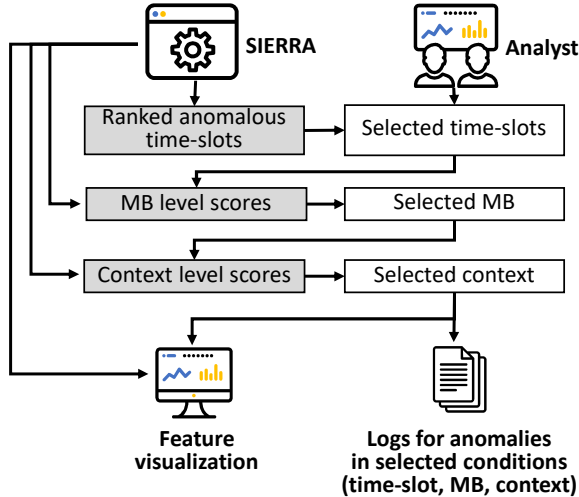 SIERRA
Analyst
Ranked anomalous
time-slots
Selected time-slots
MB level scores
Selected MB
Context level scores
Selected context
Feature
visualization
Logs for anomalies
in selected conditions
(time-slot, MB, context)